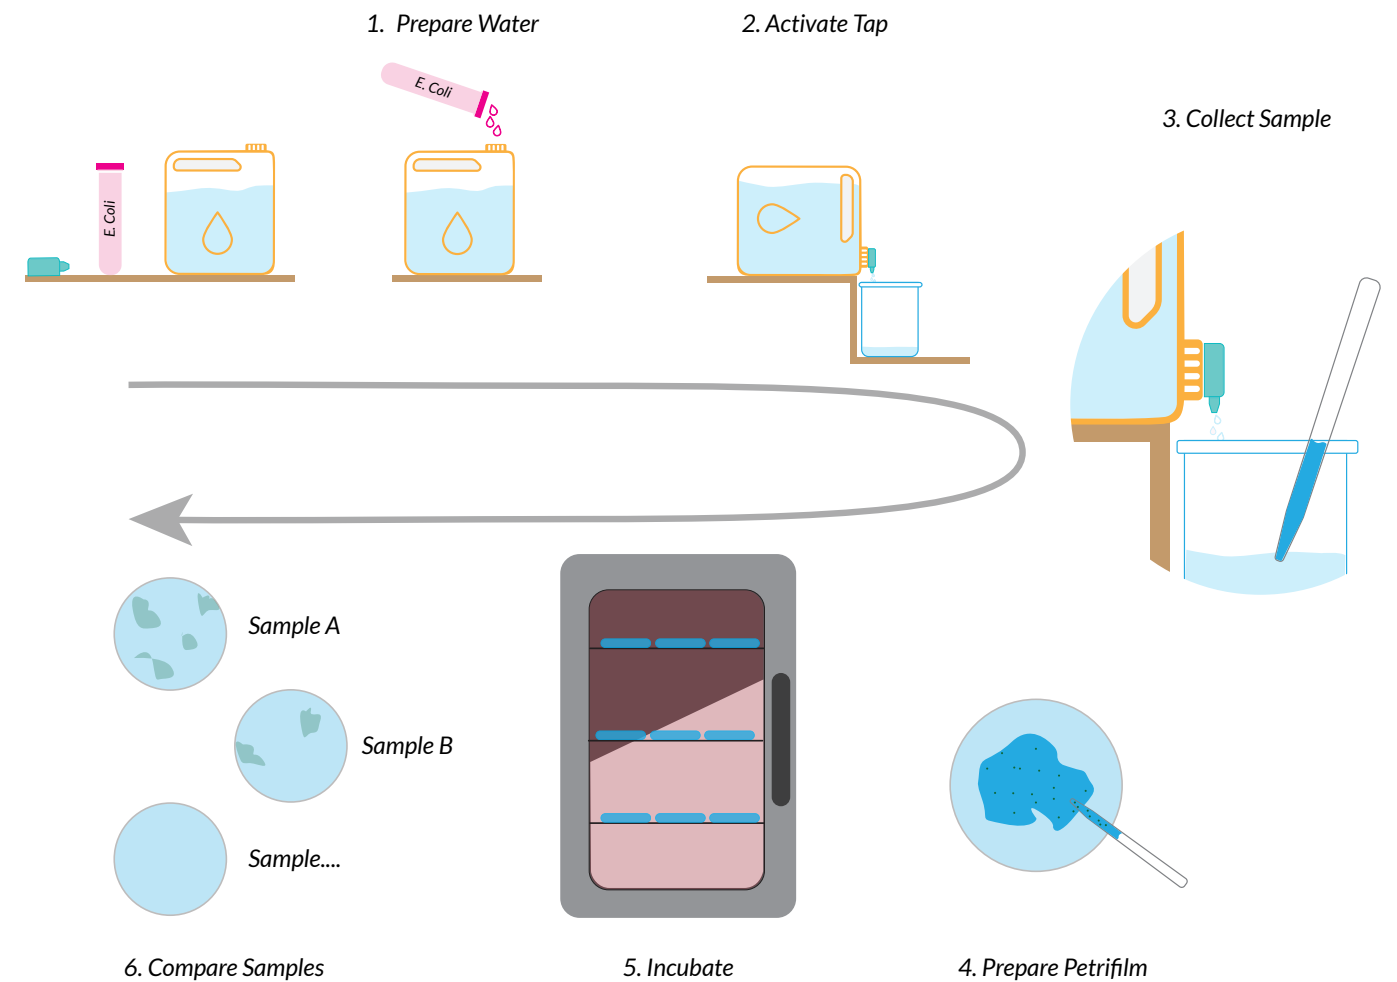 1. Prepare Water
2. Activate Tap
3. Collect Sample
E. Coli
E. Coli
Sample A
Sample B
Sample....
6. Compare Samples
5. Incubate
4. Prepare Petrifilm